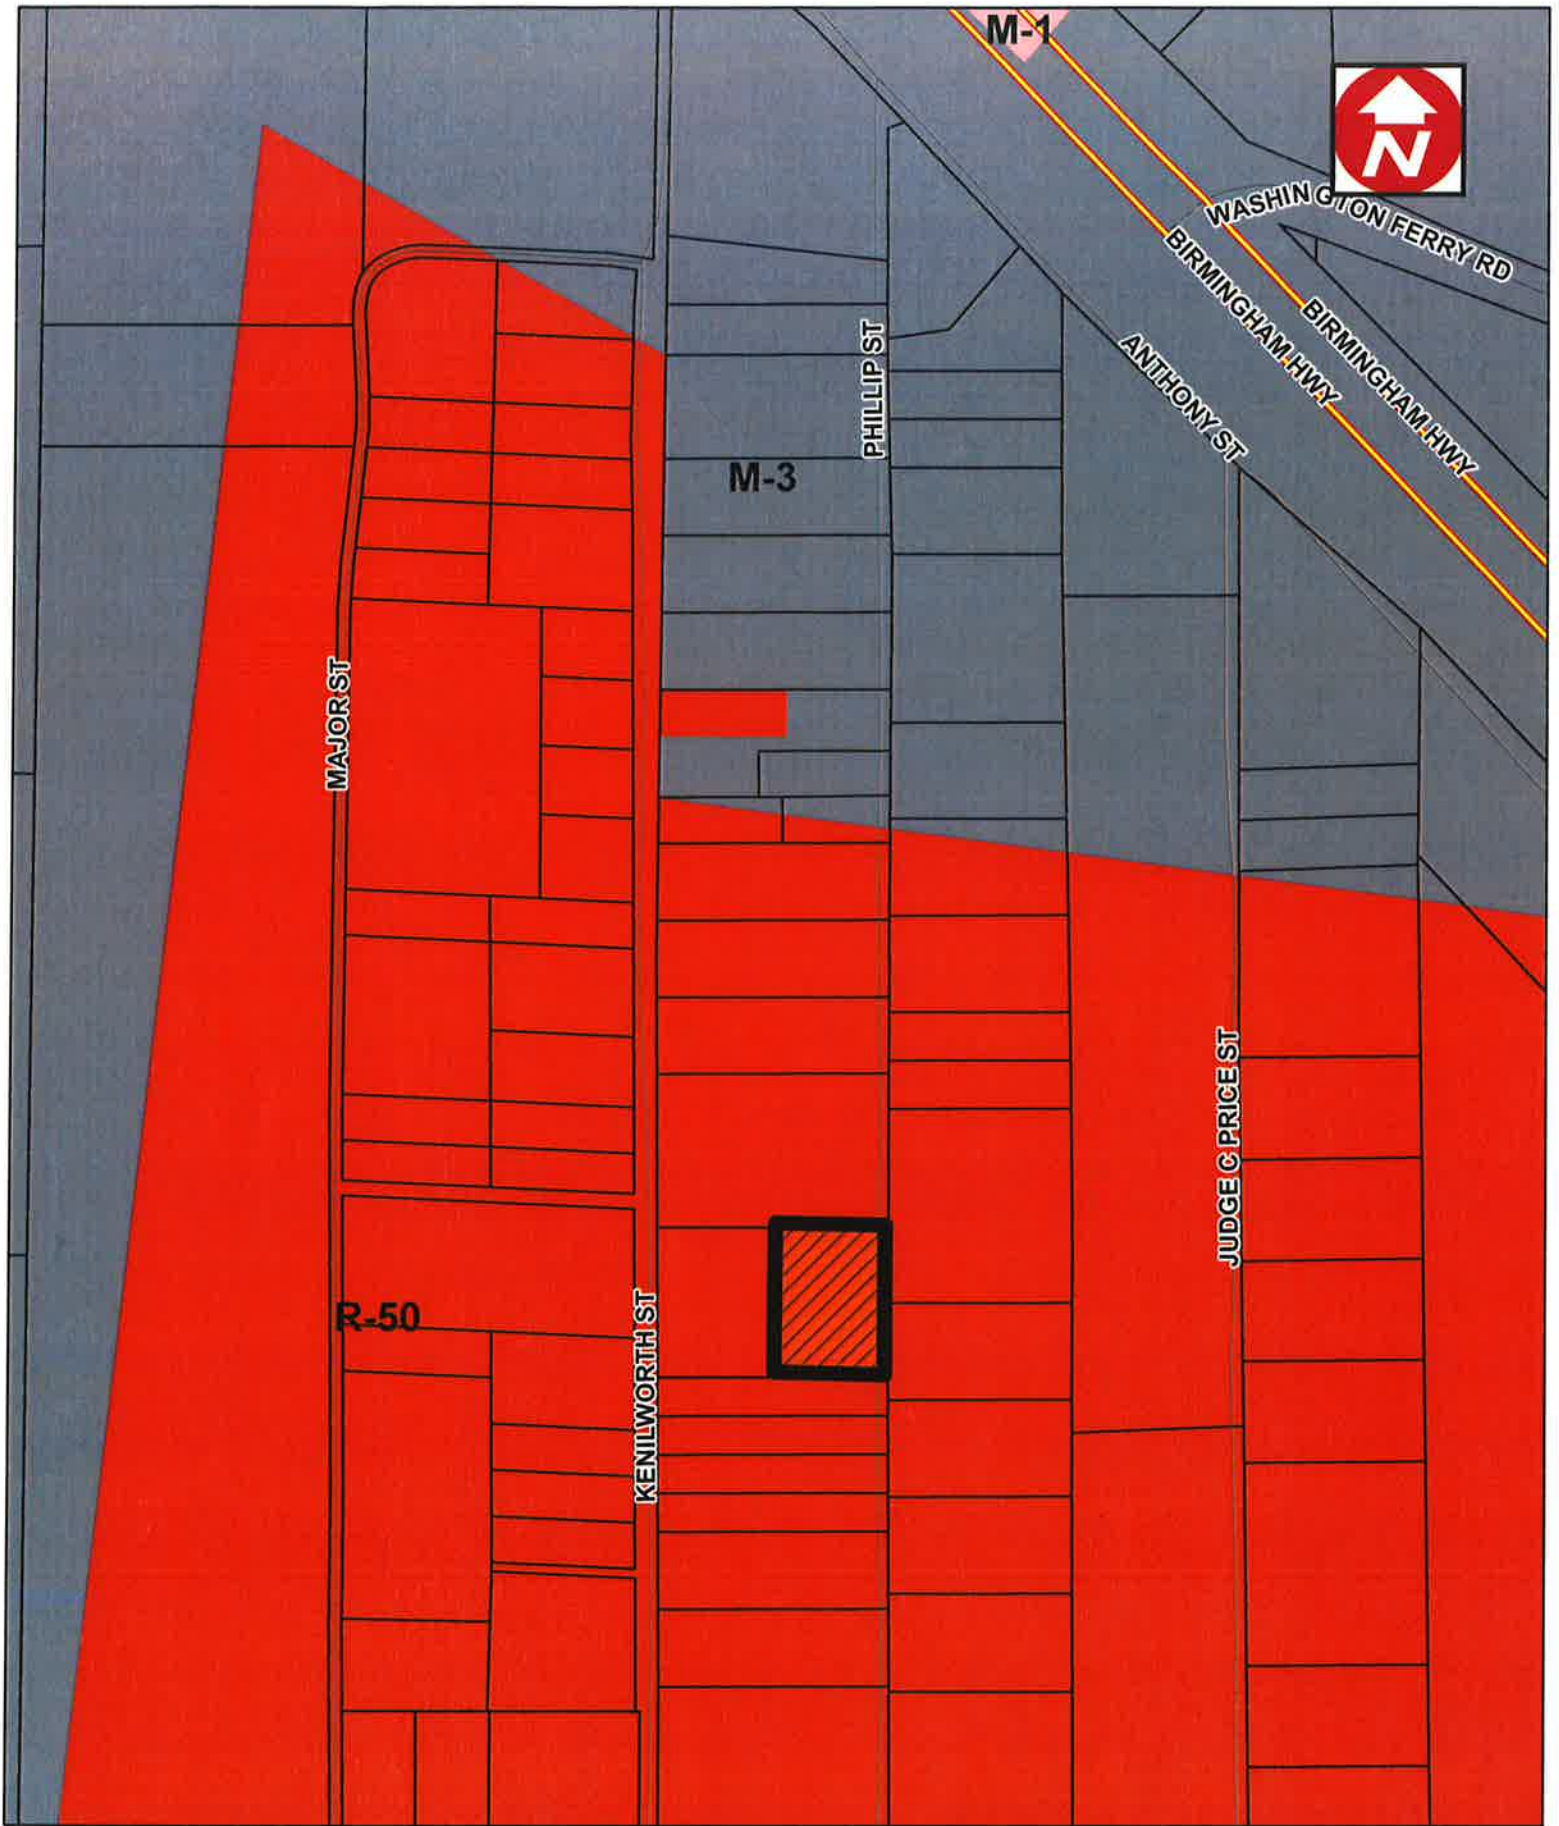 M-1
N
WASHINGTON FERRY RD
BIRMINGHAM HWY
BIRMINGHAM HWY
ANTHONY ST
PHILLIP ST
M-3
MAJOR ST
JUDGE C PRICE ST
R-50
KENILWORTH ST